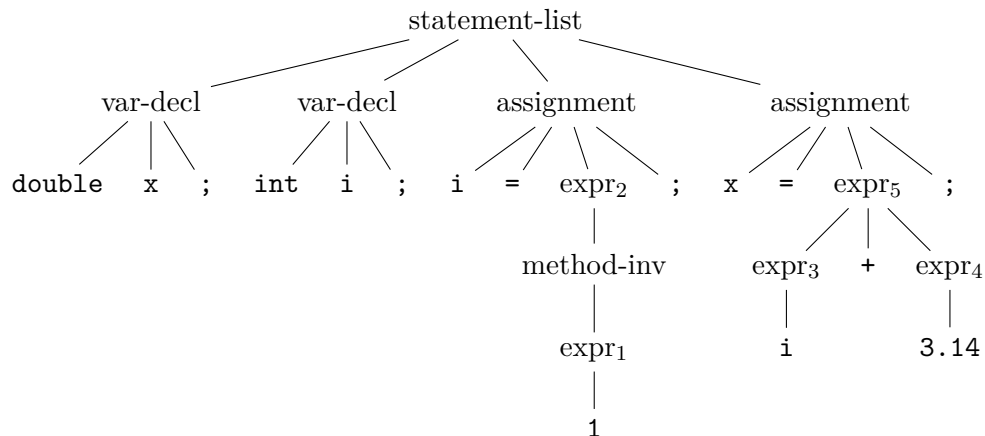 statement-list
var-decl var-decl assignment assignment
double x ; int i ; i = expr₂ ; x = expr₅ ;
method-inv expr₃ + expr₄
expr₁ i 3.14
1